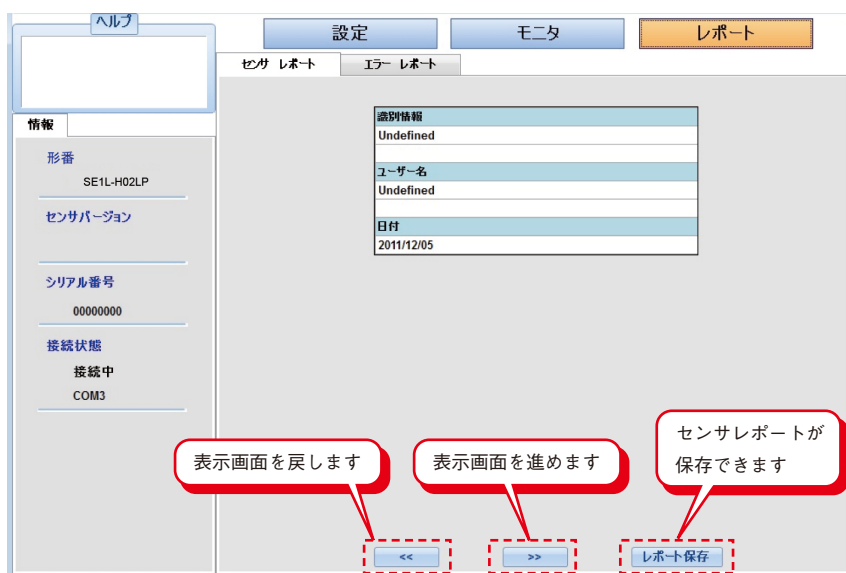 ヘルプ
設定
モニタ
レポート
センサ レポート
エラー レポート
情報
形番
SE1L-H02LP
センサバージョン
シリアル番号
00000000
接続状態
接続中
COM3
識別情報
Undefined
ユーザー名
Undefined
日付
2011/12/05
表示画面を戻します
表示画面を進めます
センサレポートが
保存できます
<<
>>
レポート保存